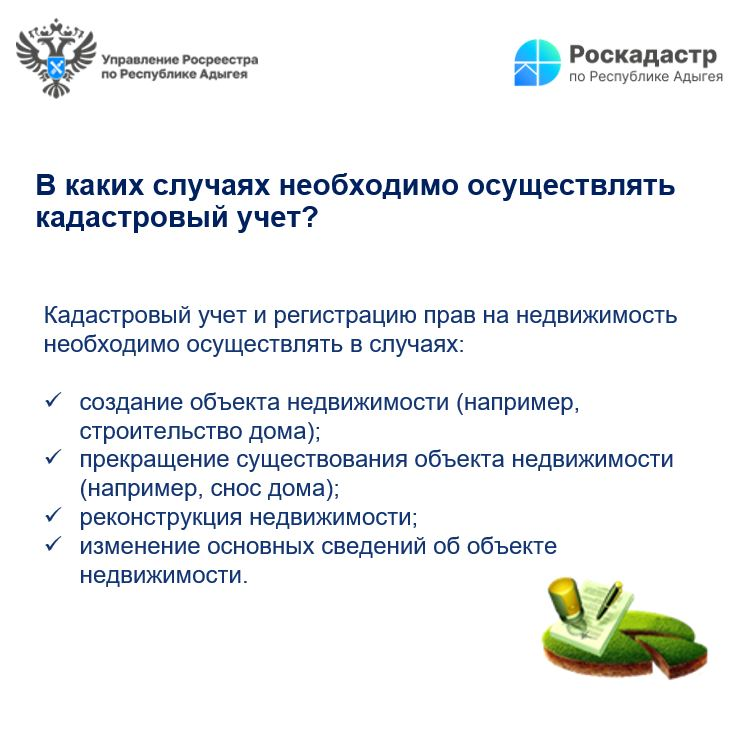 Управление Росреестра
по Республике Адыгея
Роскадастр
по Республике Адыгея
В каких случаях необходимо осуществлять
кадастровый учет?
Кадастровый учет и регистрацию прав на недвижимость
необходимо осуществлять в случаях:
✓ создание объекта недвижимости (например,
строительство дома);
✓ прекращение существования объекта недвижимости
(например, снос дома);
✓ реконструкция недвижимости;
✓ изменение основных сведений об объекте
недвижимости.